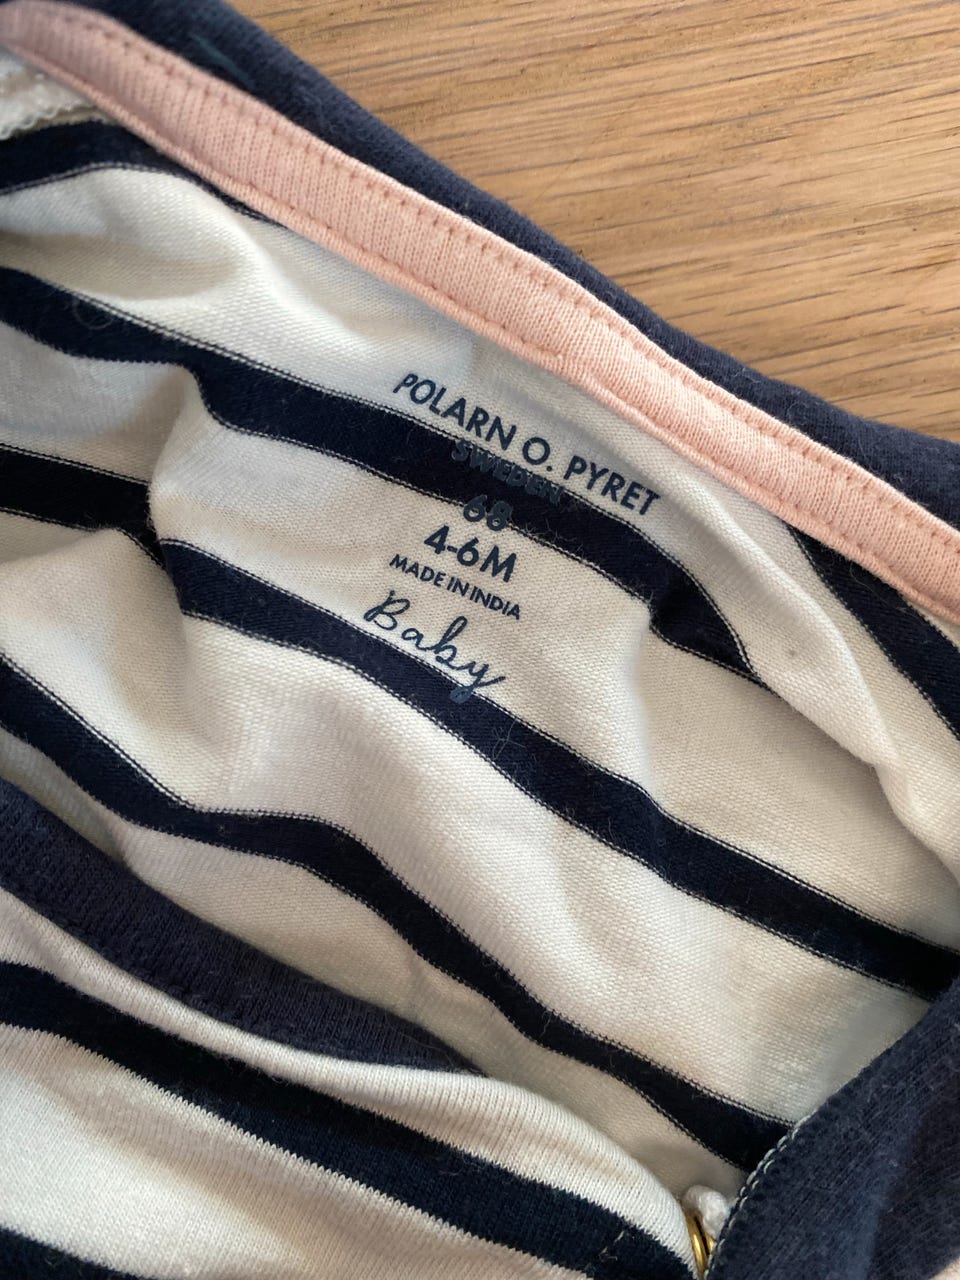 POLARN O. PYRET
SWEDEN
68
4-6M
MADE IN INDIA
Baby